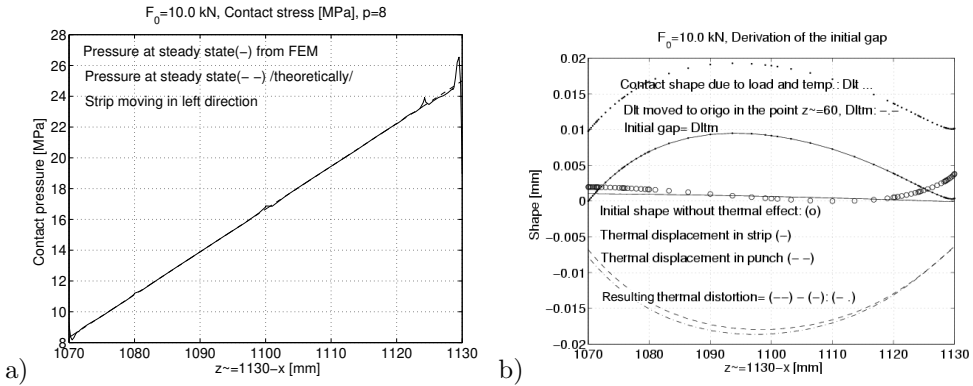 F0=10.0 kN, Contact stress [MPa], p=8
28
26
24
22
20
18
16
14
12
10
8
Contact pressure [MPa]
Pressure at steady state(−) from FEM
Pressure at steady state(− −) /theoretically/
Strip moving in left direction
1070 1080 1090 1100 1110 1120 1130
z~=1130−x [mm]
a)
F0=10.0 kN, Derivation of the initial gap
0.02
0.015
0.01
0.005
0
−0.005
−0.01
−0.015
−0.02
Shape [mm]
Contact shape due to load and temp.: Dlt ...
Dlt moved to origo in the point z~=60, Dltm: −.−
Initial gap= Dltm
Initial shape without thermal effect: (o)
Thermal displacement in strip (−)
Thermal displacement in punch (− −)
Resulting thermal distortion= (−−) − (−): (− .)
1070 1080 1090 1100 1110 1120 1130
z~=1130−x [mm]
b)